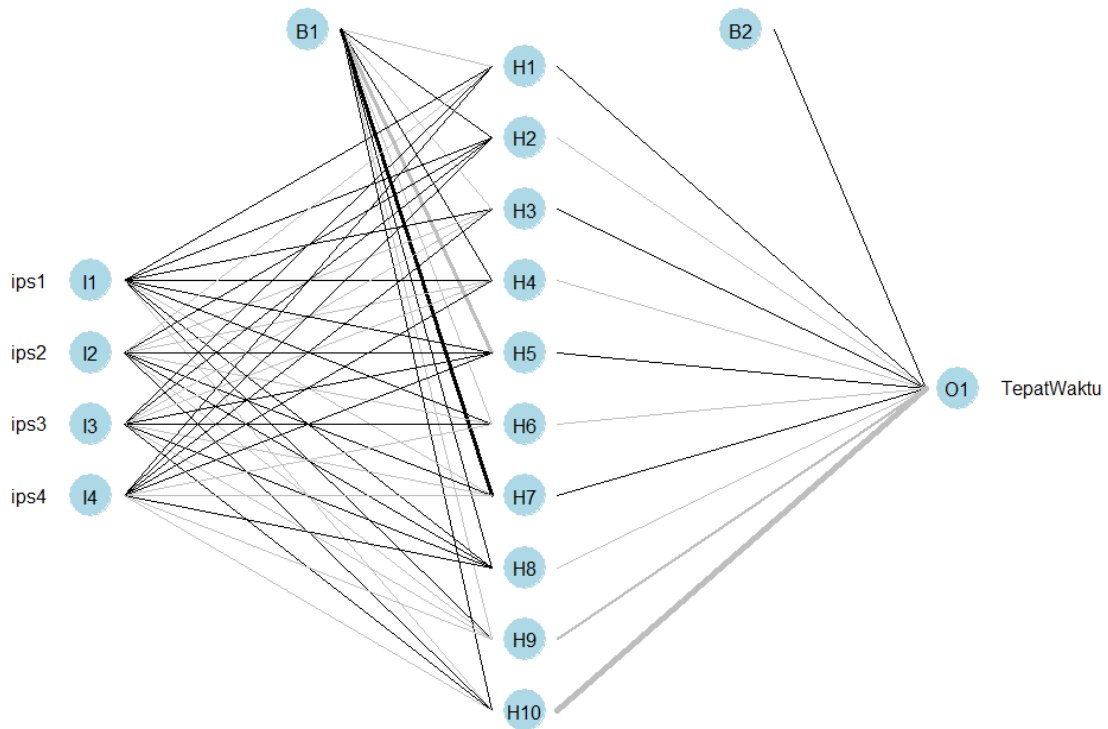 B1
B2
H1
H2
H3
ips1 I1 H4
ips2 I2 H5
O1 TepatWaktu
ips3 I3 H6
ips4 I4 H7
H8
H9
H10